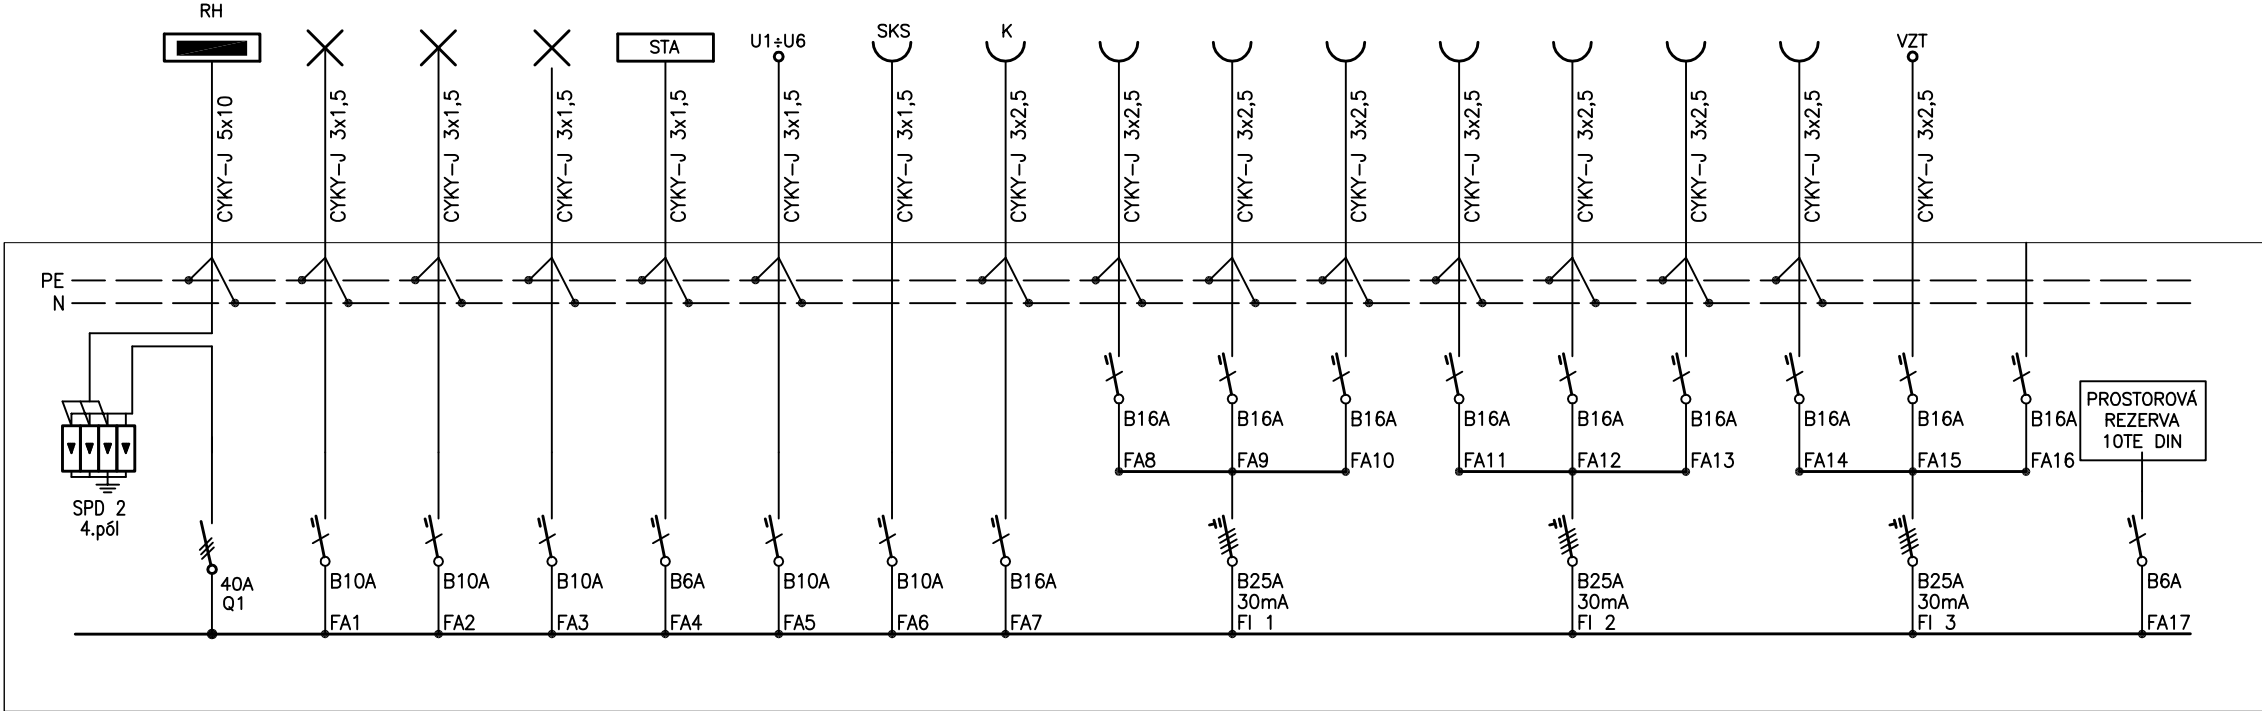 RH
STA
U1÷U6
SKS
K
VZT
CYKY-J 5x10
CYKY-J 3x1,5
CYKY-J 3x1,5
CYKY-J 3x1,5
CYKY-J 3x1,5
CYKY-J 3x1,5
CYKY-J 3x1,5
CYKY-J 3x2,5
CYKY-J 3x2,5
CYKY-J 3x2,5
CYKY-J 3x2,5
CYKY-J 3x2,5
CYKY-J 3x2,5
CYKY-J 3x2,5
CYKY-J 3x2,5
CYKY-J 3x2,5
PE
N
B16A
B16A
B16A
B16A
B16A
B16A
B16A
B16A
B16A
PROSTOROVÁ
REZERVA
10TE DIN
FA8
FA9
FA10
FA11
FA12
FA13
FA14
FA15
FA16
SPD 2
4.pól
40A
Q1
B10A
FA1
B10A
FA2
B10A
FA3
B6A
FA4
B10A
FA5
B10A
FA6
B16A
FA7
B25A
30mA
FI 1
B25A
30mA
FI 2
B25A
30mA
FI 3
B6A
FA17